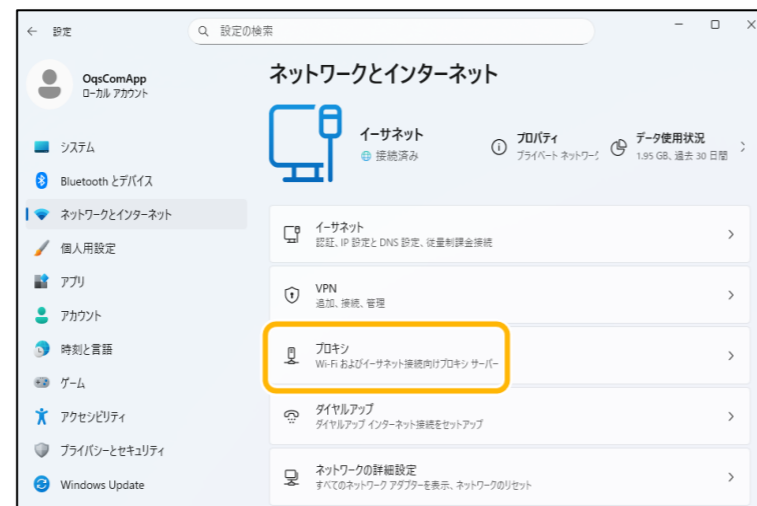 設定
設定の検索
OqsComApp
ローカル アカウント
システム
Bluetooth とデバイス
ネットワークとインターネット
個人用設定
アプリ
アカウント
時刻と言語
ゲーム
アクセシビリティ
プライバシーとセキュリティ
Windows Update
ネットワークとインターネット
イーサネット
接続済み
プロパティ
プライベート ネットワーク
データ使用状況
1.95 GB、過去 30 日間
イーサネット
認証、IP 設定と DNS 設定、従量制課金接続
VPN
追加、接続、管理
プロキシ
Wi-Fi およびイーサネット接続向けプロキシ サーバー
ダイヤルアップ
ダイヤルアップ インターネット接続をセットアップ
ネットワークの詳細設定
すべてのネットワーク アダプターを表示、ネットワークのリセット